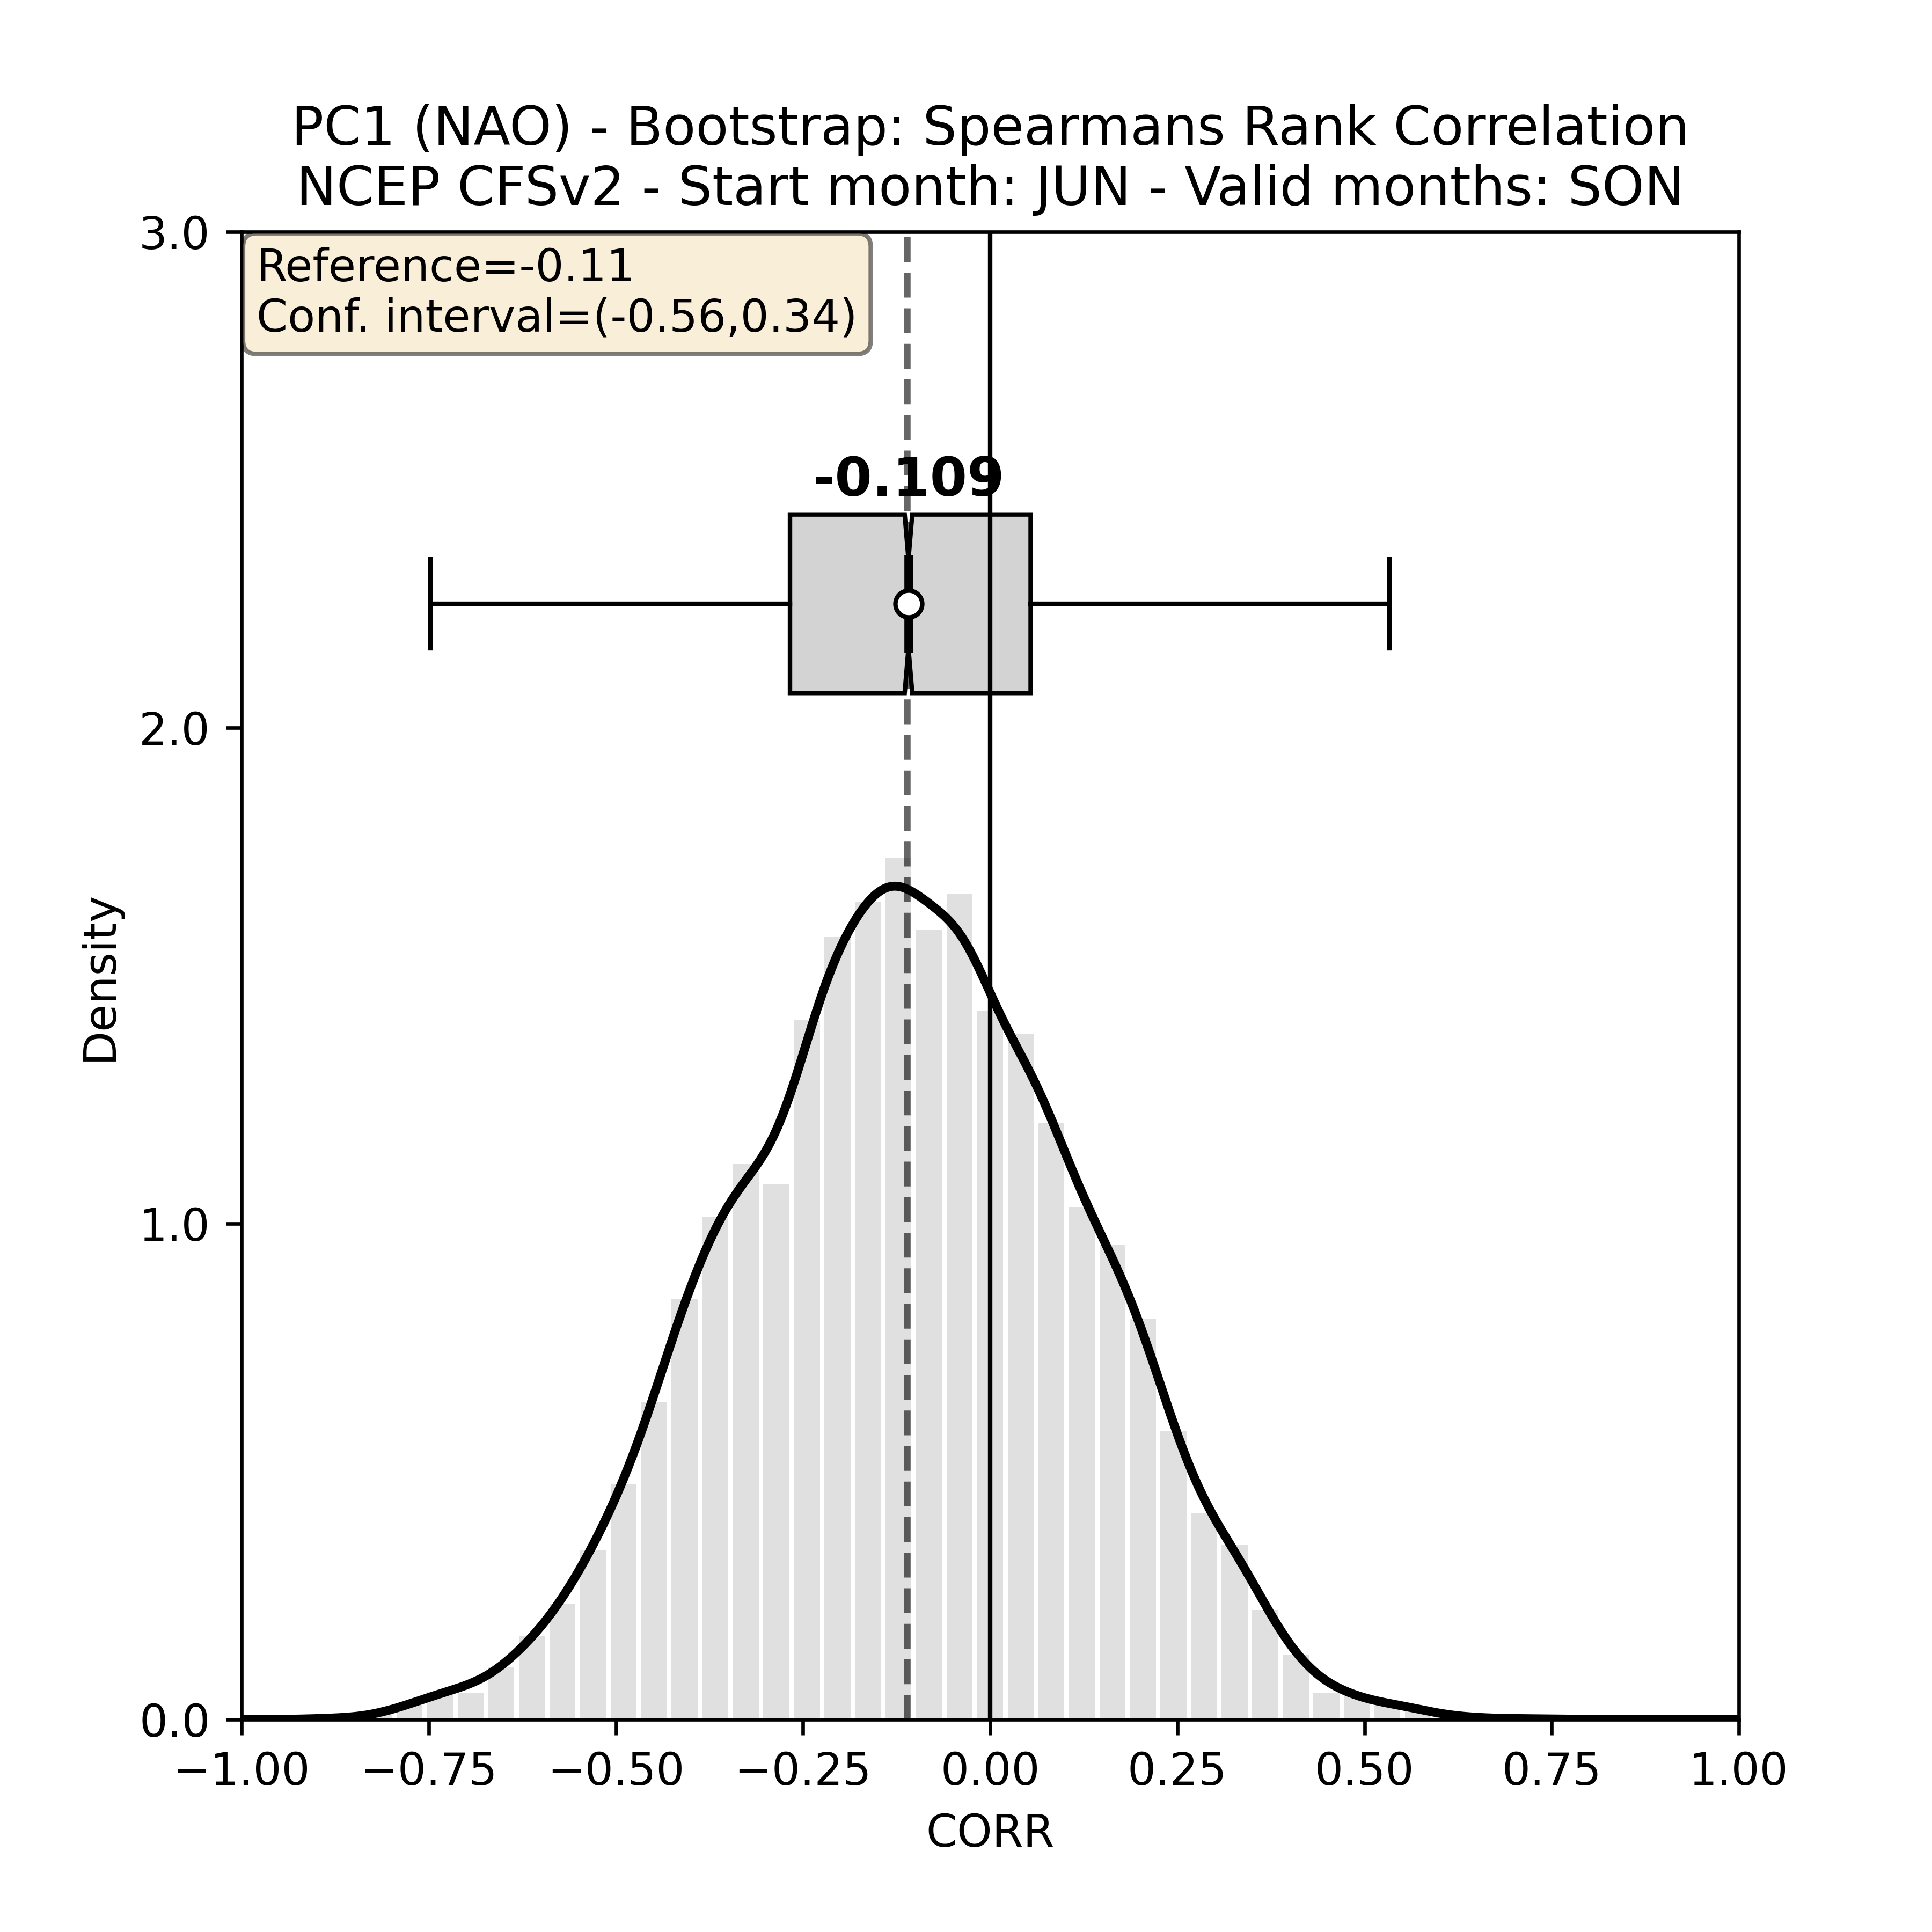 PC1 (NAO) - Bootstrap: Spearmans Rank Correlation
NCEP CFSv2 - Start month: JUN - Valid months: SON
Reference=-0.11
Conf. interval=(-0.56,0.34)
-0.109
3.0
2.0
1.0
0.0
Density
−1.00 −0.75 −0.50 −0.25 0.00 0.25 0.50 0.75 1.00
CORR